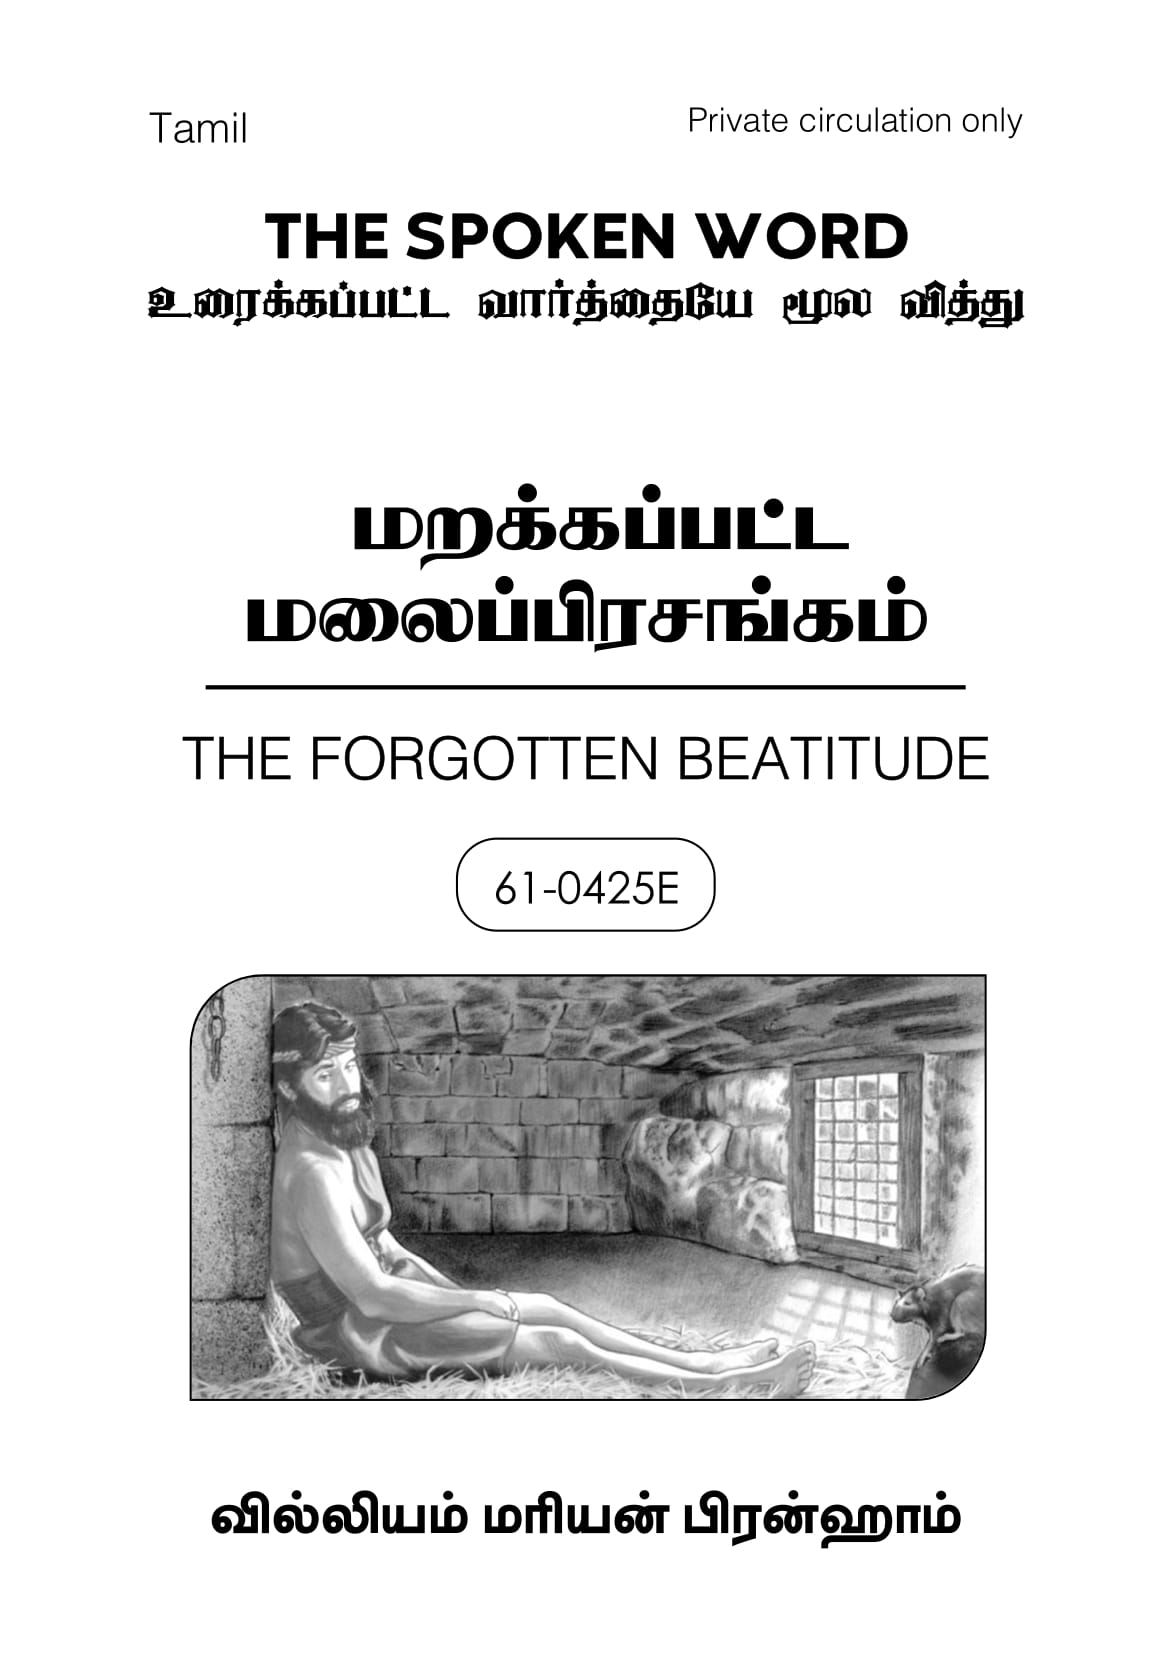 Tamil
Private circulation only
THE SPOKEN WORD
உரைக்கப்பட்ட வார்த்தையே மூல வித்து
மறக்கப்பட்ட
மலைப்பிரசங்கம்
THE FORGOTTEN BEATITUDE
61-0425E
வில்லியம் மரியன் பிரன்ஹாம்